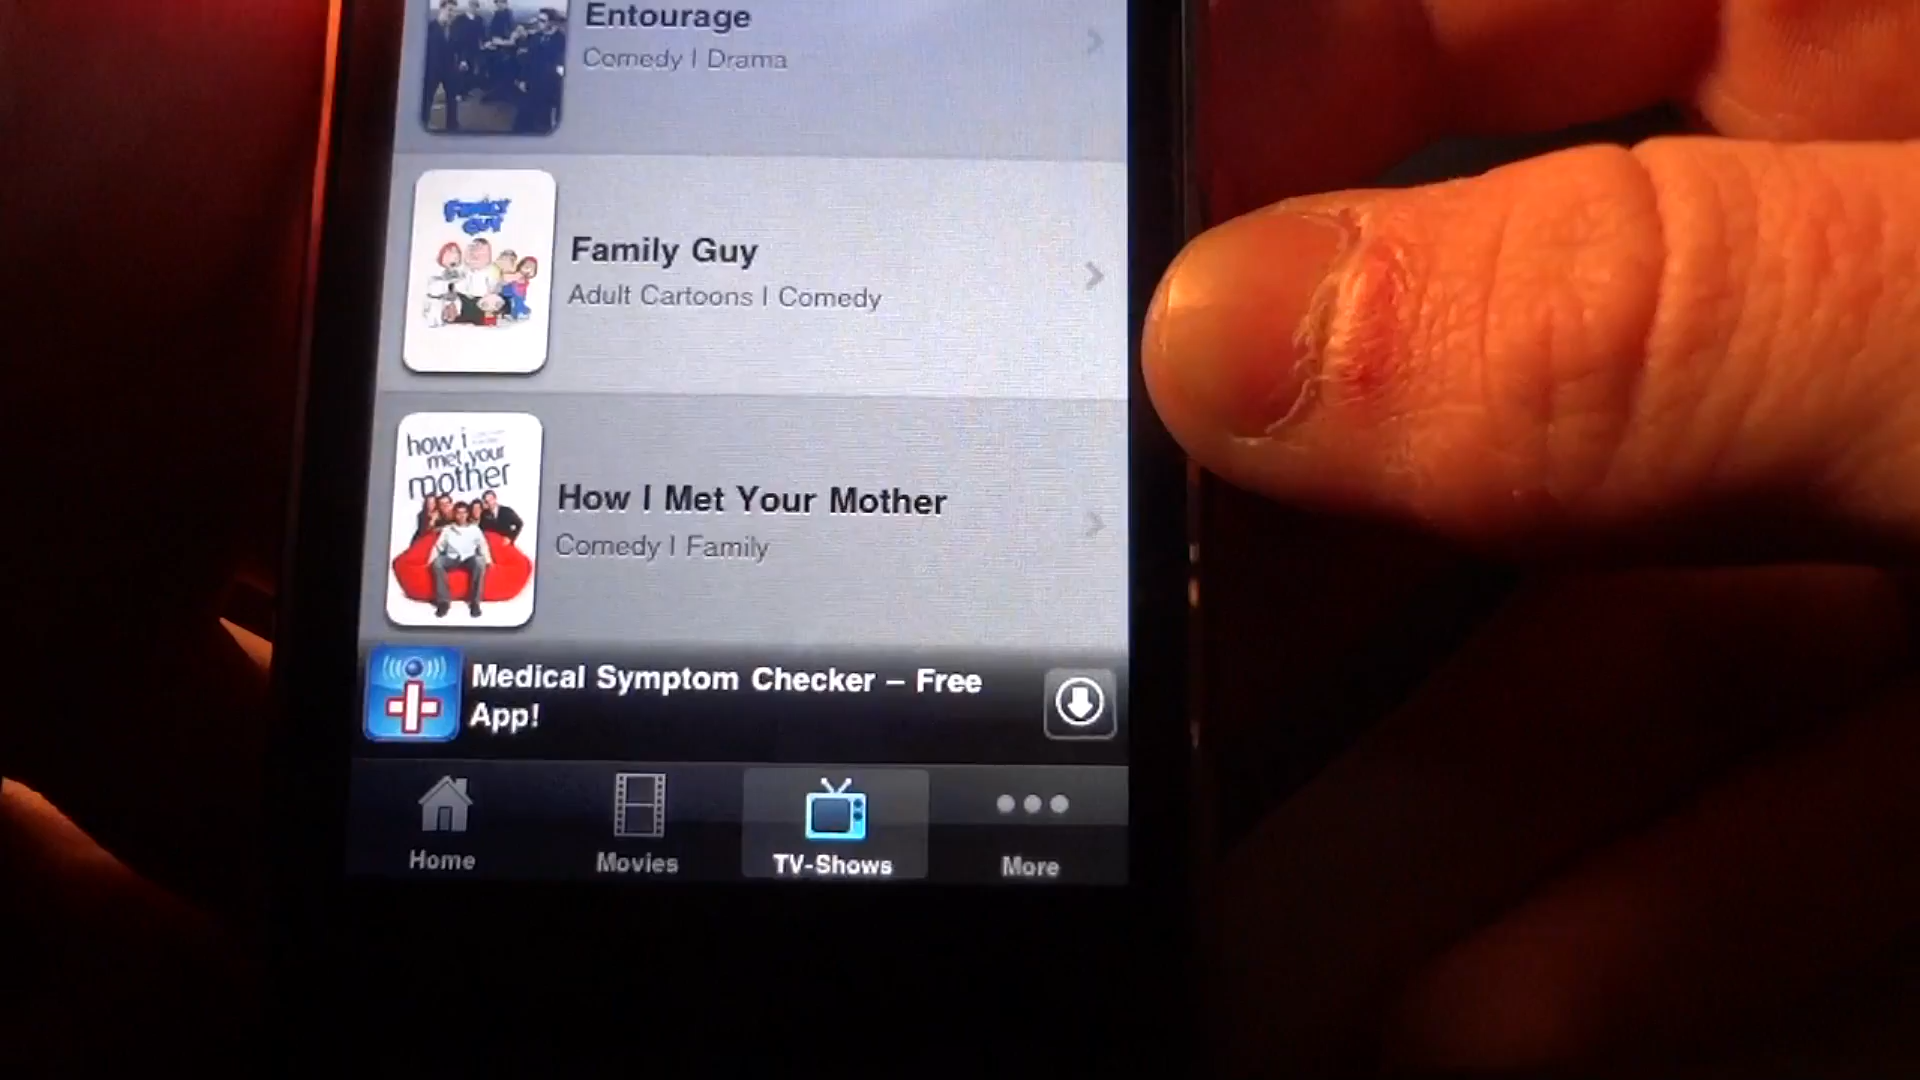 Entourage
Comedy | Drama
FAMILY
GUY
Family Guy
Adult Cartoons | Comedy
how i
met your
mother
How I Met Your Mother
Comedy | Family
Medical Symptom Checker – Free
App!
Home
Movies
TV-Shows
More